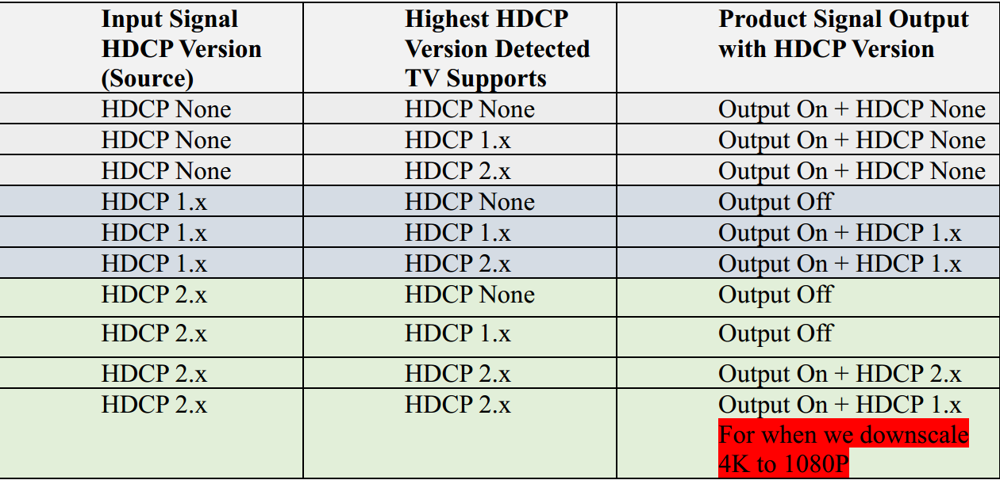 Input Signal Highest HDCP Product Signal Output
HDCP Version Version Detected with HDCP Version
(Source) TV Supports
HDCP None HDCP None Output On + HDCP None
HDCP None HDCP 1.x Output On + HDCP None
HDCP None HDCP 2.x Output On + HDCP None
HDCP 1.x HDCP None Output Off
HDCP 1.x HDCP 1.x Output On + HDCP 1.x
HDCP 1.x HDCP 2.x Output On + HDCP 1.x
HDCP 2.x HDCP None Output Off
HDCP 2.x HDCP 1.x Output Off
HDCP 2.x HDCP 2.x Output On + HDCP 2.x
HDCP 2.x HDCP 2.x Output On + HDCP 1.x
For when we downscale
4K to 1080P